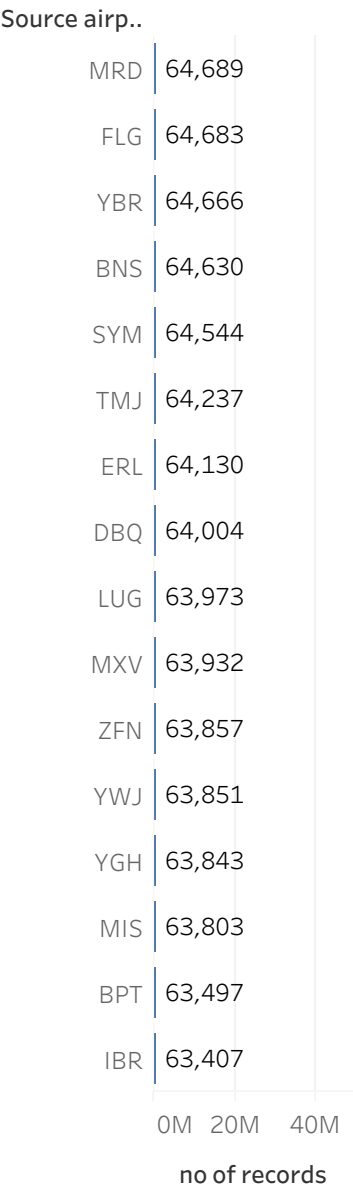 Source airp..
MRD 64,689
FLG 64,683
YBR 64,666
BNS 64,630
SYM 64,544
TMJ 64,237
ERL 64,130
DBQ 64,004
LUG 63,973
MXV 63,932
ZFN 63,857
YWJ 63,851
YGH 63,843
MIS 63,803
BPT 63,497
IBR 63,407
0M 20M 40M
no of records